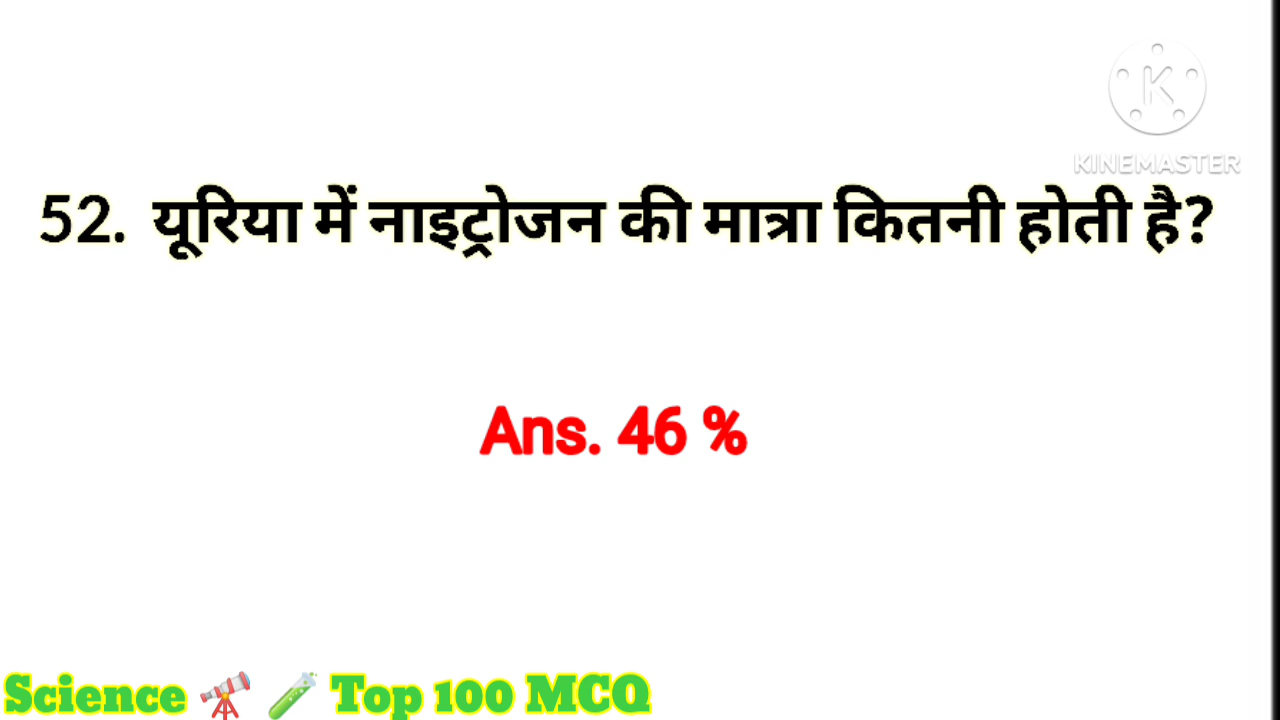 KINEMASTER
52. यूरिया में नाइट्रोजन की मात्रा कितनी होती है?
Ans. 46 %
Science 🔭 🧪 Top 100 MCQ